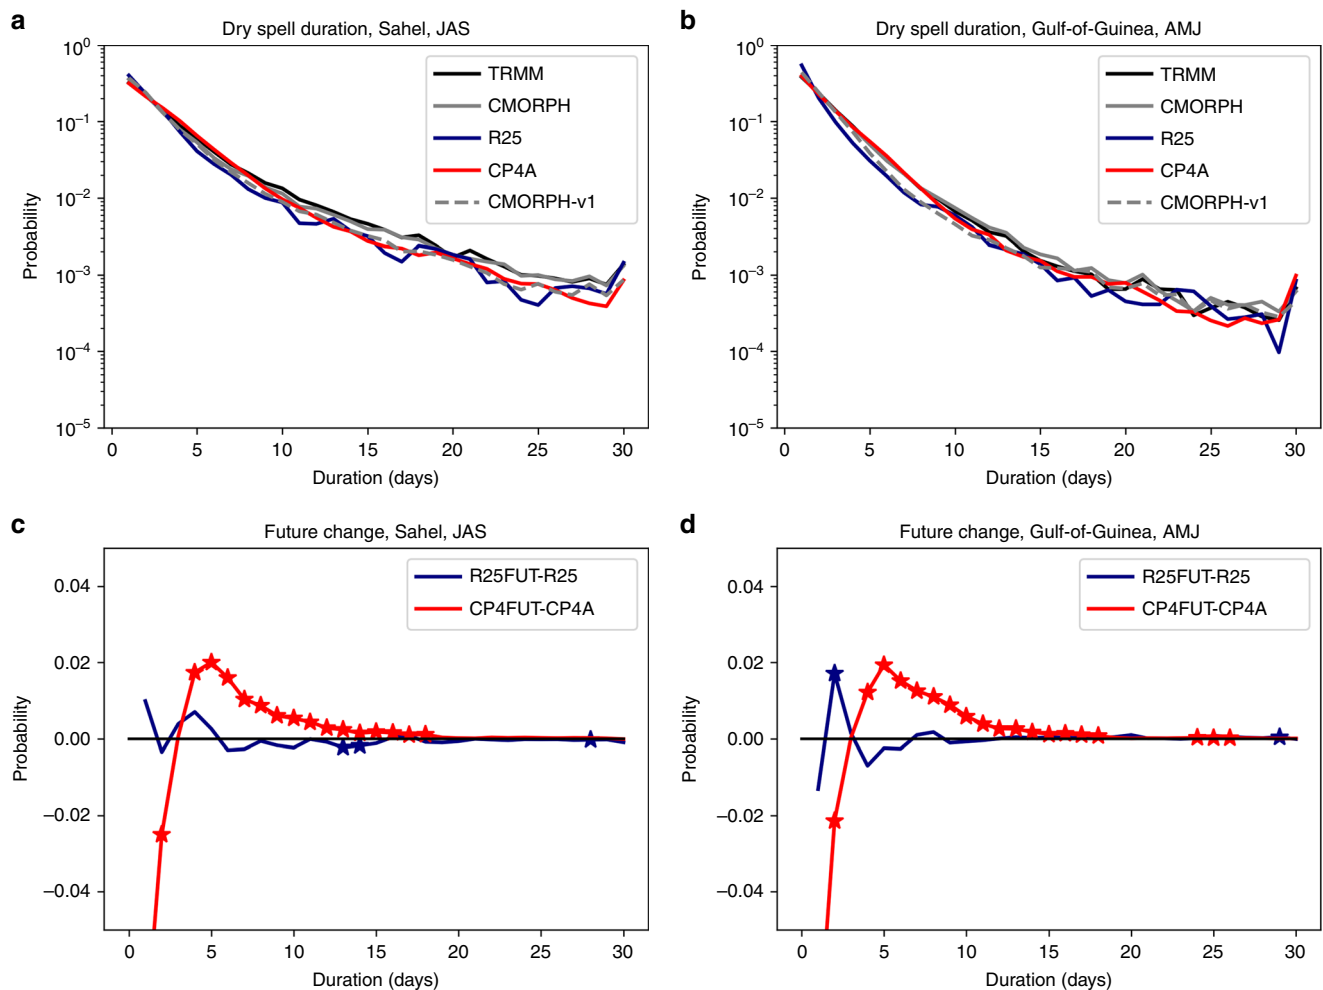 a
Dry spell duration, Sahel, JAS
10⁰
10⁻¹
10⁻²
10⁻³
10⁻⁴
10⁻⁵
Probability
TRMM
CMORPH
R25
CP4A
CMORPH-v1
0 5 10 15 20 25 30
Duration (days)
b
Dry spell duration, Gulf-of-Guinea, AMJ
10⁰
10⁻¹
10⁻²
10⁻³
10⁻⁴
10⁻⁵
Probability
TRMM
CMORPH
R25
CP4A
CMORPH-v1
0 5 10 15 20 25 30
Duration (days)
c
Future change, Sahel, JAS
0.04
0.02
0.00
−0.02
−0.04
Probability
R25FUT-R25
CP4FUT-CP4A
0 5 10 15 20 25 30
Duration (days)
d
Future change, Gulf-of-Guinea, AMJ
0.04
0.02
0.00
−0.02
−0.04
Probability
R25FUT-R25
CP4FUT-CP4A
0 5 10 15 20 25 30
Duration (days)